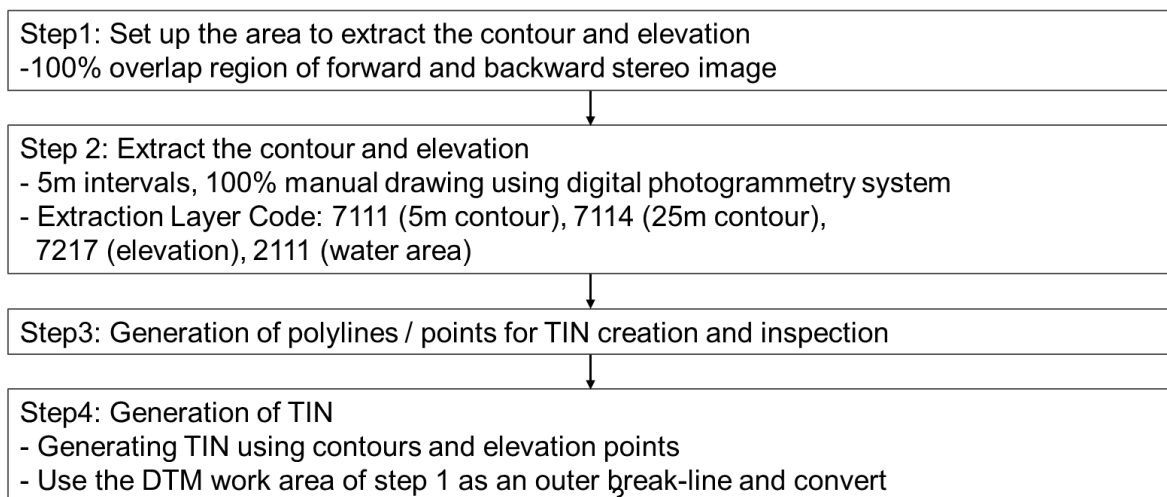 Step1: Set up the area to extract the contour and elevation
-100% overlap region of forward and backward stereo image
Step 2: Extract the contour and elevation
- 5m intervals, 100% manual drawing using digital photogrammetry system
- Extraction Layer Code: 7111 (5m contour), 7114 (25m contour),
7217 (elevation), 2111 (water area)
Step3: Generation of polylines / points for TIN creation and inspection
Step4: Generation of TIN
- Generating TIN using contours and elevation points
- Use the DTM work area of step 1 as an outer break-line and convert